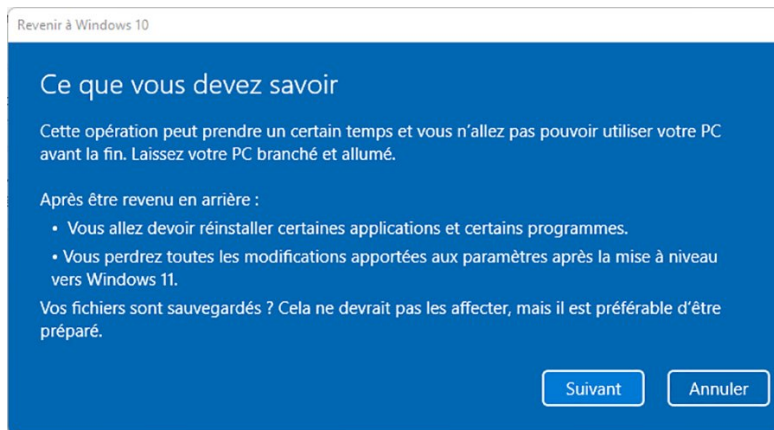 Revenir à Windows 10
Ce que vous devez savoir
Cette opération peut prendre un certain temps et vous n'allez pas pouvoir utiliser votre PC
avant la fin. Laissez votre PC branché et allumé.
Après être revenu en arrière :
• Vous allez devoir réinstaller certaines applications et certains programmes.
• Vous perdrez toutes les modifications apportées aux paramètres après la mise à niveau
vers Windows 11.
Vos fichiers sont sauvegardés ? Cela ne devrait pas les affecter, mais il est préférable d'être
préparé.
Suivant Annuler